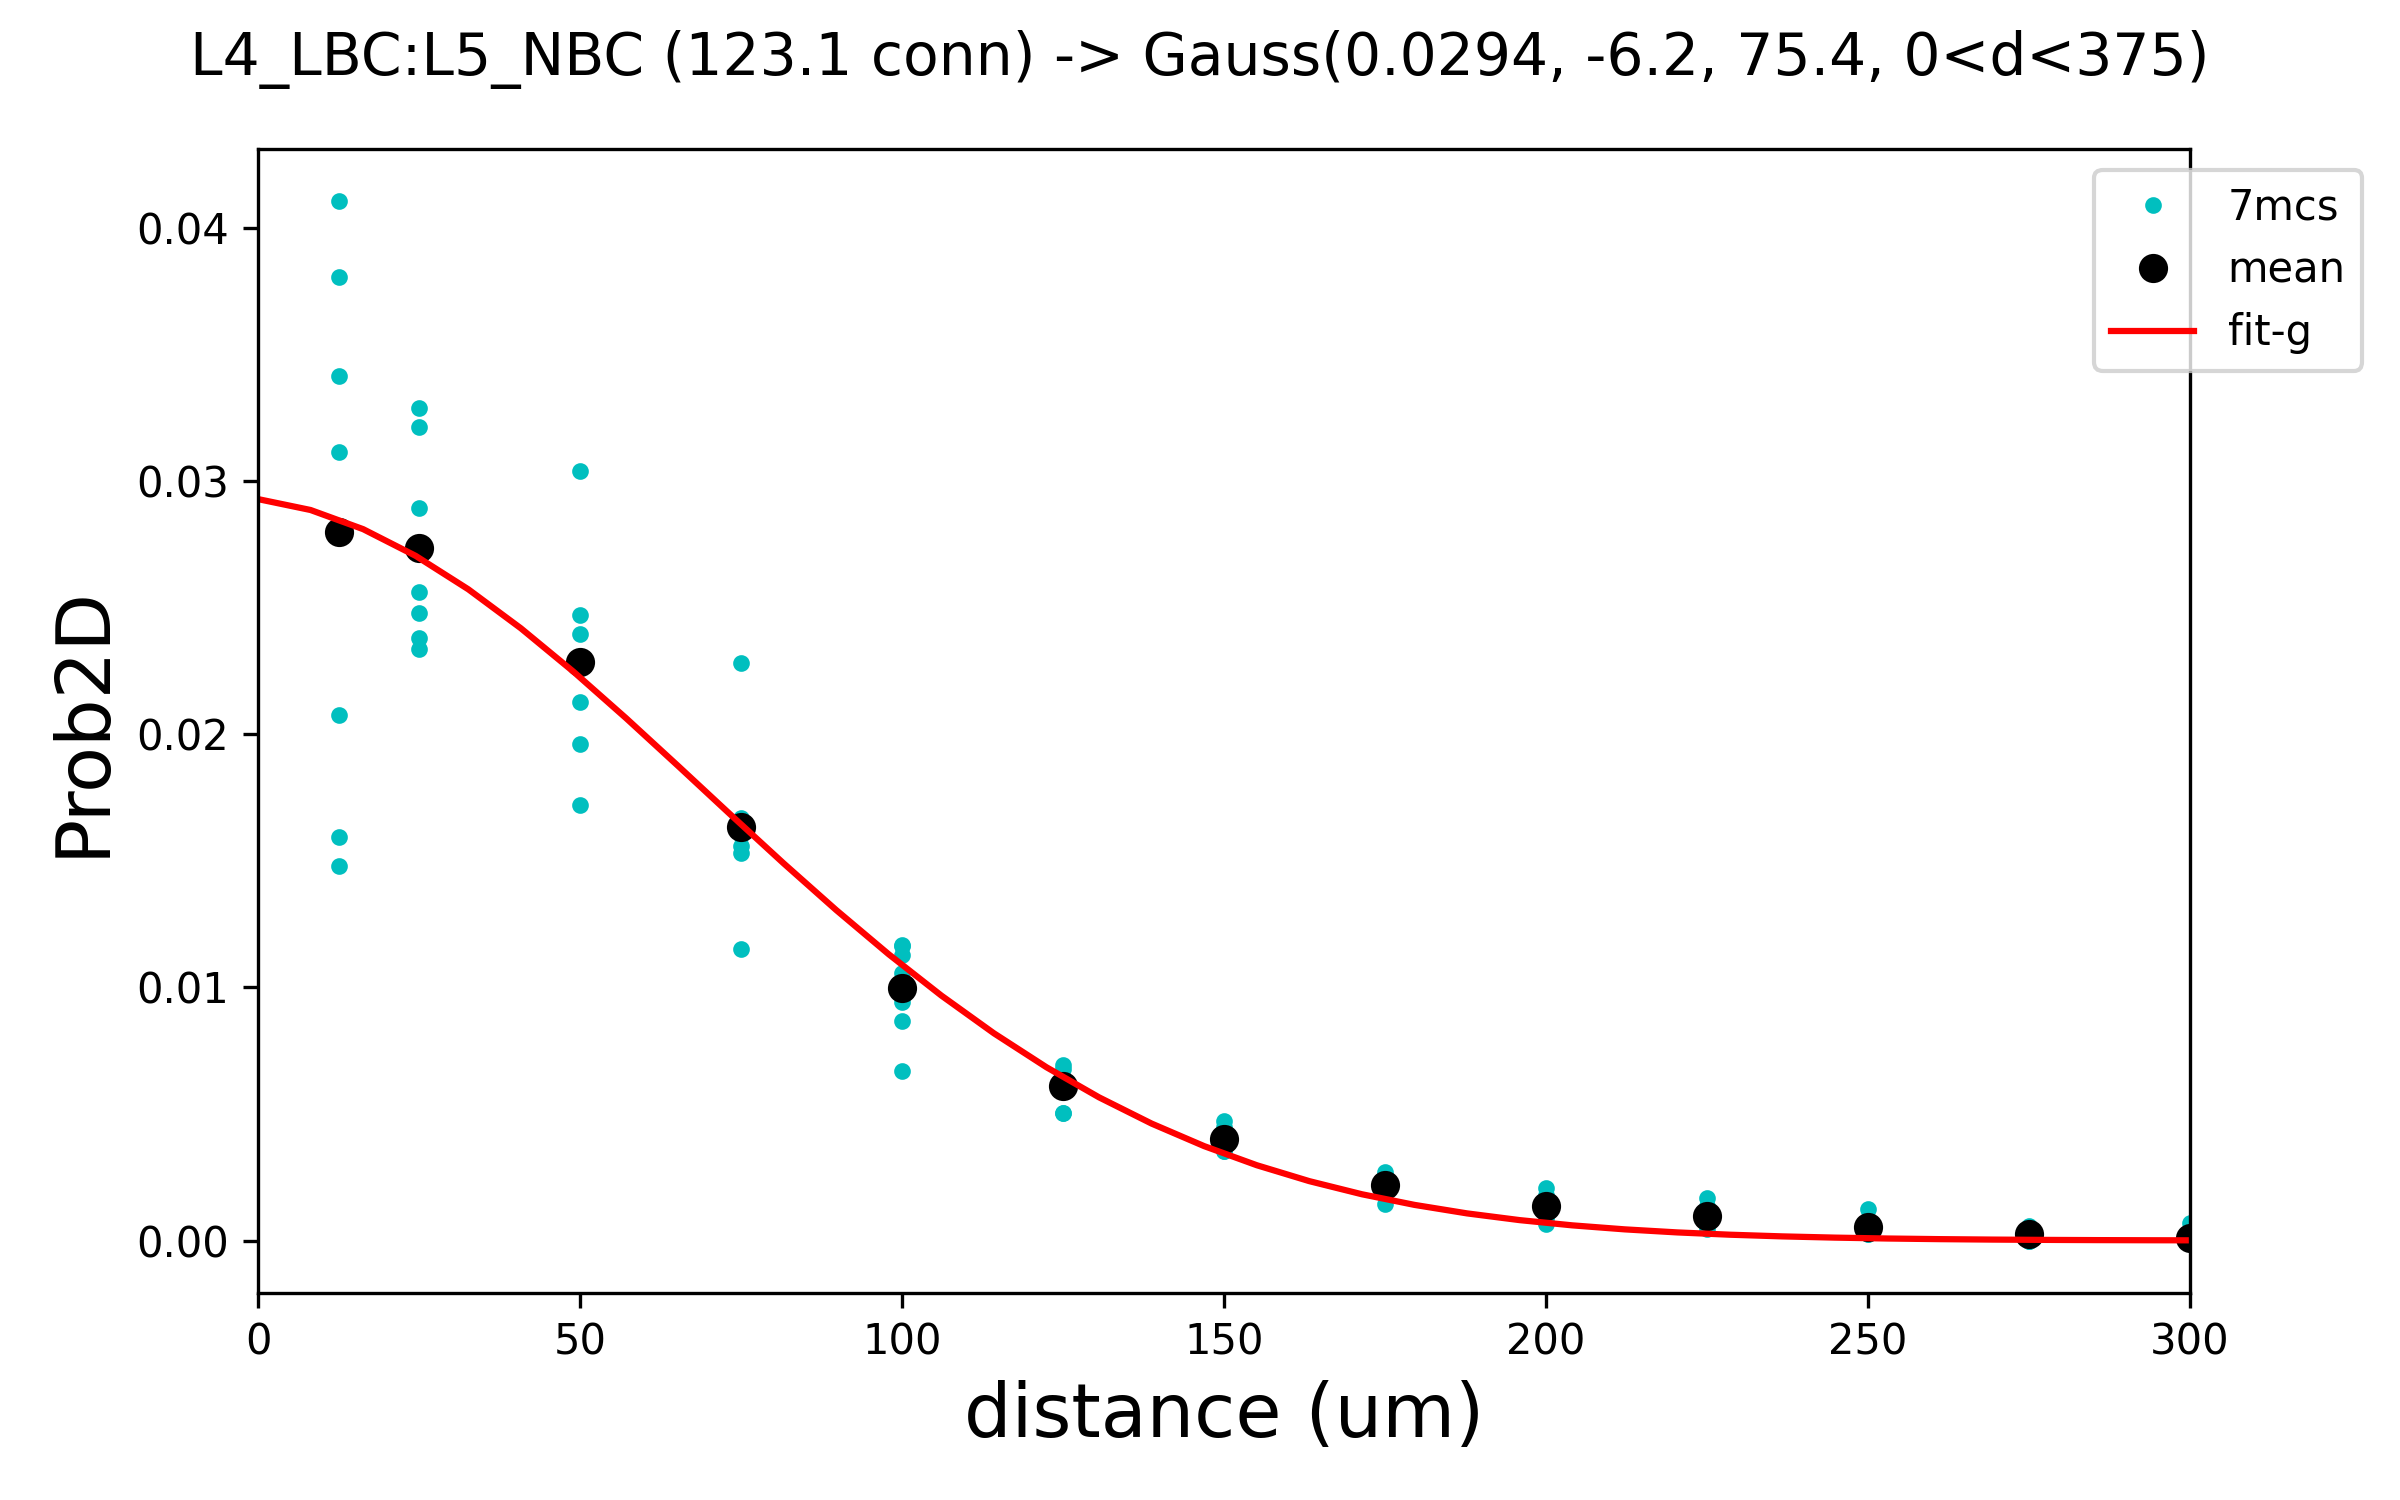 L4_LBC:L5_NBC (123.1 conn) -> Gauss(0.0294, -6.2, 75.4, 0<d<375)
7mcs
mean
fit-g
0.04
0.03
0.02
0.01
0.00
Prob2D
0 50 100 150 200 250 300
distance (um)